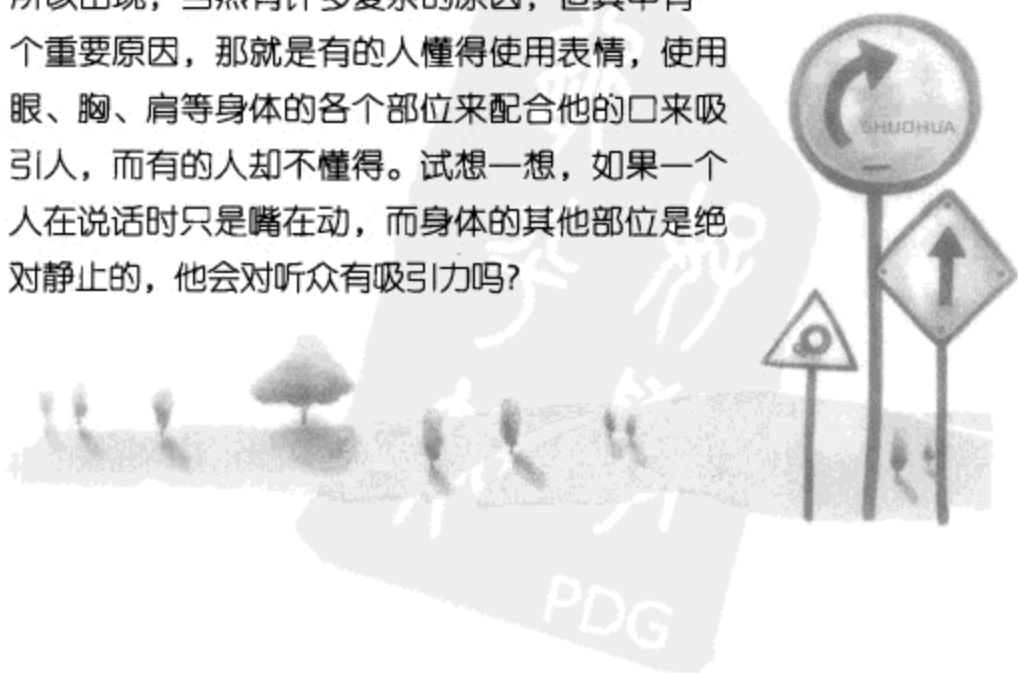 个重要原因，那就是有的人懂得使用表情，使用
眼、胸、肩等身体的各个部位来配合他的口来吸
引人，而有的人却不懂得。试想一想，如果一个
人在说话时只是嘴在动，而身体的其他部位是绝
对静止的，他会对听众有吸引力吗？
SHUOHUA
PDG